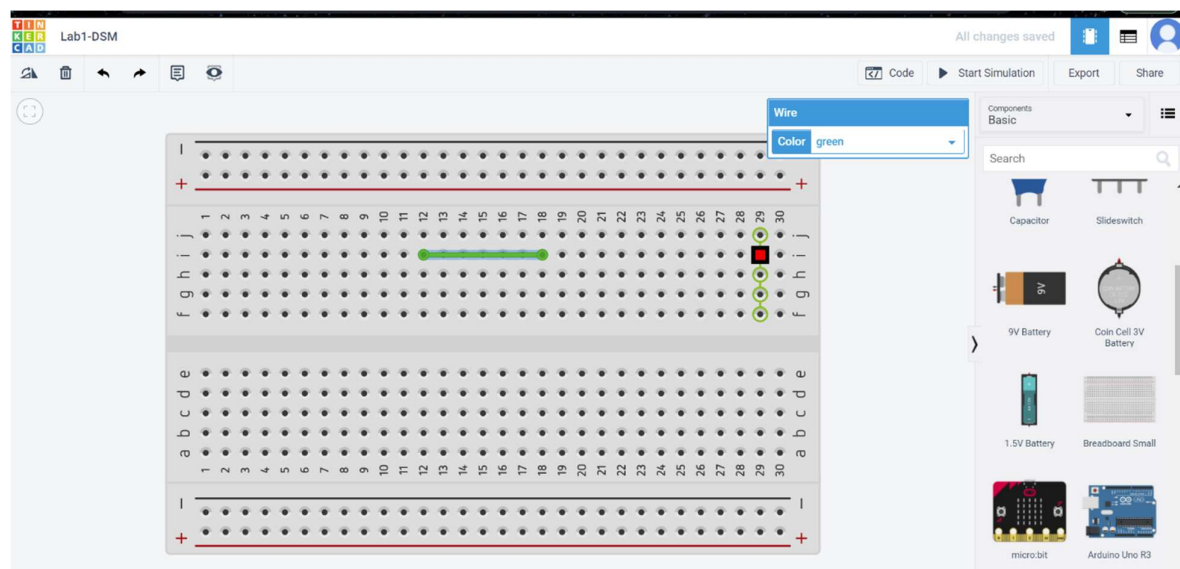 TIN
KER
CAD
Lab1-DSM
All changes saved
Code
Start Simulation
Export
Share
Wire
Color green
Components
Basic
Search
Capacitor
Slideswitch
9V
9V Battery
Coin Cell 3V
Battery
1.5V Battery
Breadboard Small
micro:bit
Arduino Uno R3
1 2 3 4 5 6 7 8 9 10 11 12 13 14 15 16 17 18 19 20 21 22 23 24 25 26 27 28 29 30
j j
i i
h h
g g
f f
e e
d d
c c
b b
a a
1 2 3 4 5 6 7 8 9 10 11 12 13 14 15 16 17 18 19 20 21 22 23 24 25 26 27 28 29 30